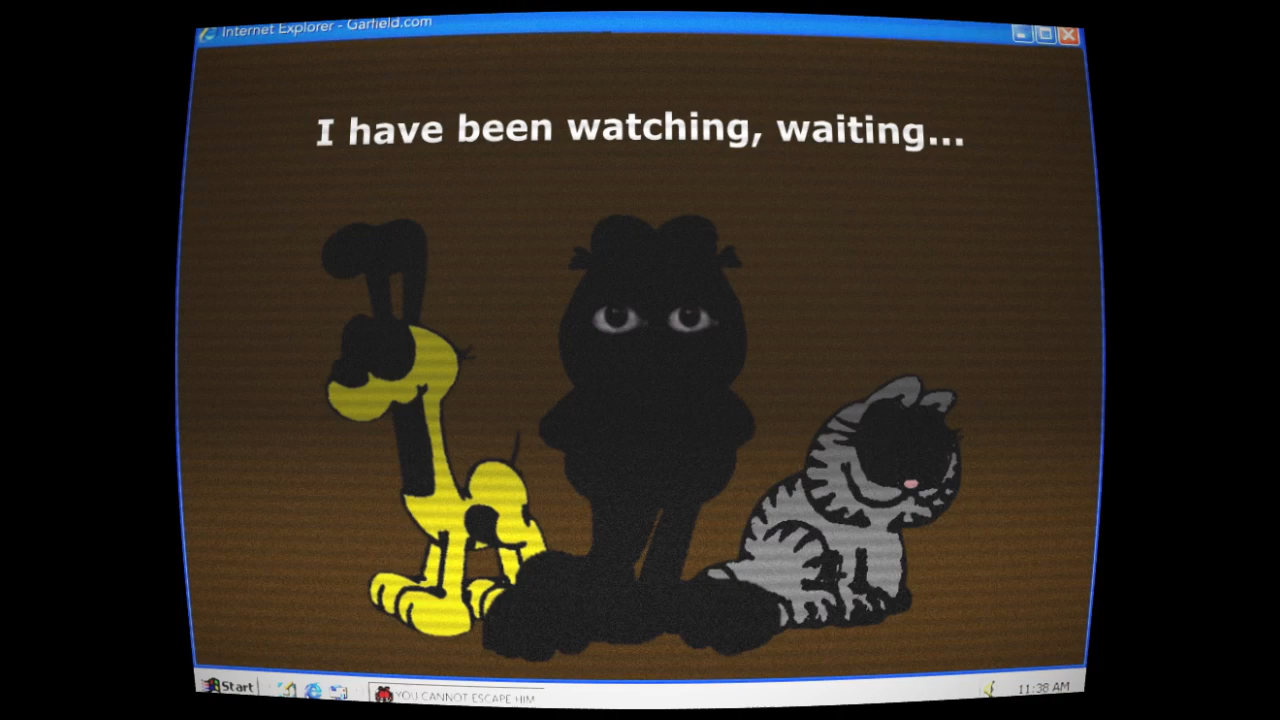 Internet Explorer - Garfield.com
I have been watching, waiting...
Start
YOU CANNOT ESCAPE HIM
11:38 AM